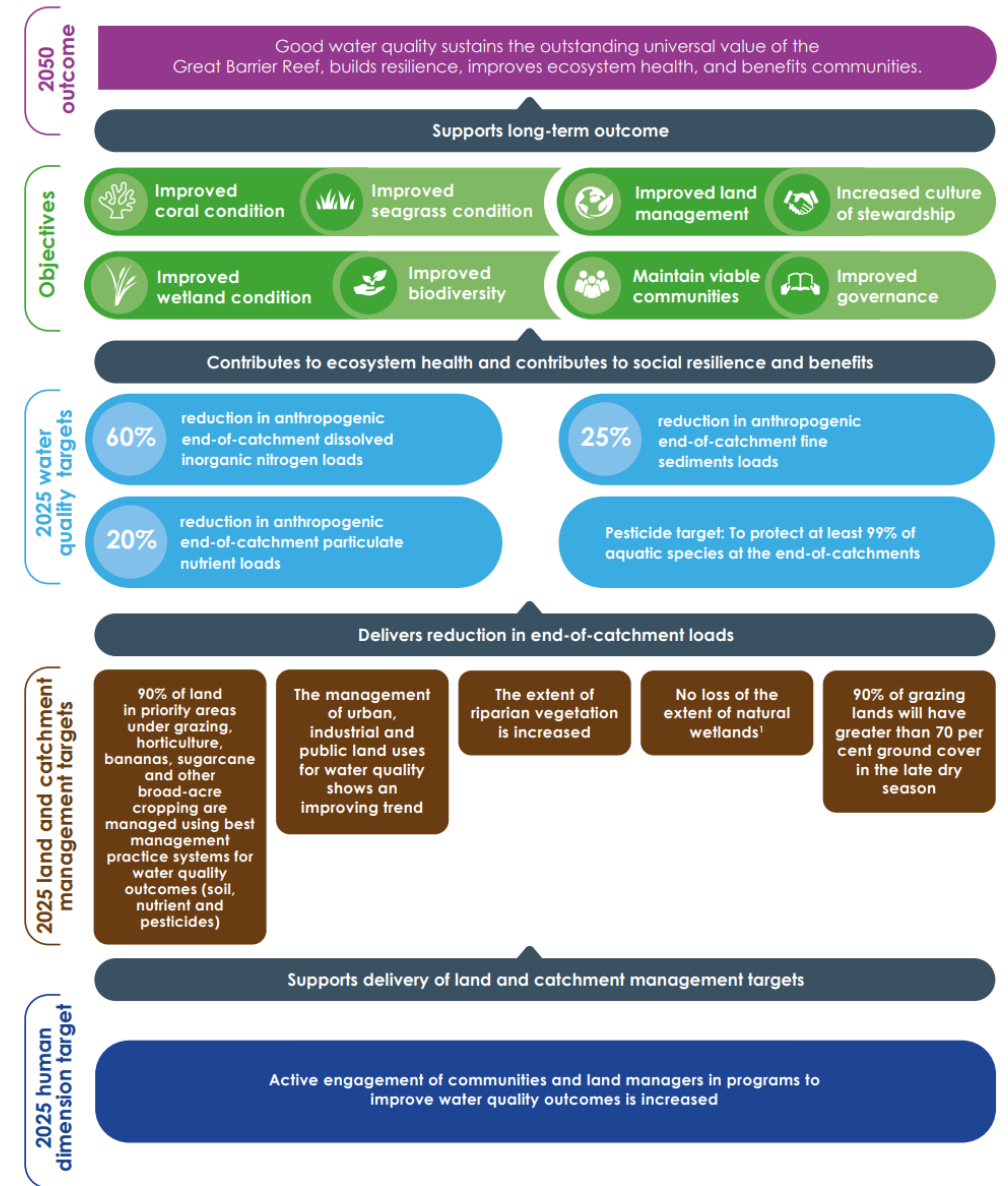 2050
outcome
Good water quality sustains the outstanding universal value of the
Great Barrier Reef, builds resilience, improves ecosystem health, and benefits communities.
Supports long-term outcome
Objectives
Improved
coral condition
Improved
seagrass condition
Improved land
management
Increased culture
of stewardship
Improved
wetland condition
Improved
biodiversity
Maintain viable
communities
Improved
governance
Contributes to ecosystem health and contributes to social resilience and benefits
2025 water
quality targets
60%
reduction in anthropogenic
end-of-catchment dissolved
inorganic nitrogen loads
25%
reduction in anthropogenic
end-of-catchment fine
sediments loads
20%
reduction in anthropogenic
end-of-catchment particulate
nutrient loads
Pesticide target: To protect at least 99% of
aquatic species at the end-of-catchments
Delivers reduction in end-of-catchment loads
2025 land and catchment
management targets
90% of land
in priority areas
under grazing,
horticulture,
bananas, sugarcane
and other
broad-acre
cropping are
managed using best
management
practice systems for
water quality
outcomes (soil,
nutrient and
pesticides)
The management
of urban,
industrial and
public land uses
for water quality
shows an
improving trend
The extent of
riparian vegetation
is increased
No loss of the
extent of natural
wetlands¹
90% of grazing
lands will have
greater than 70 per
cent ground cover
in the late dry
season
Supports delivery of land and catchment management targets
2025 human
dimension target
Active engagement of communities and land managers in programs to
improve water quality outcomes is increased